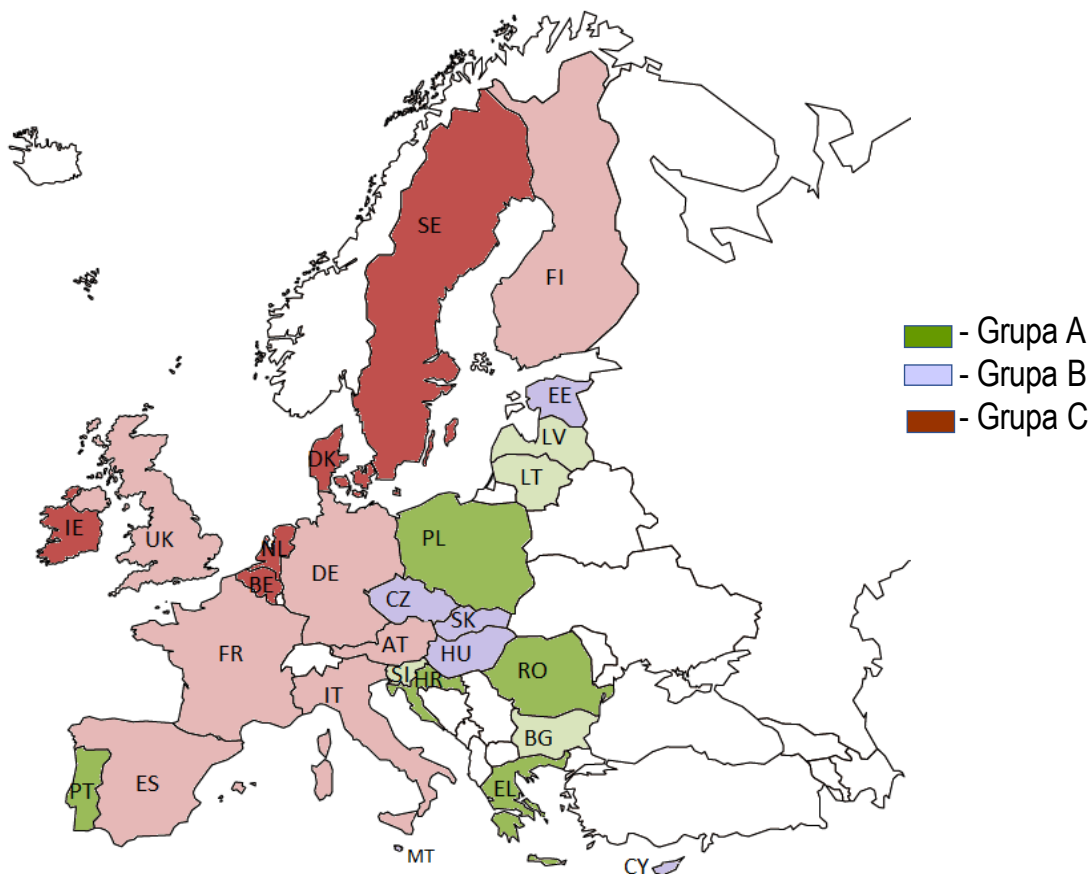 SE
FI
- Grupa A
- Grupa B
- Grupa C
EE
LV
LT
DK
IE
UK
NL
BE
DE
PL
CZ
SK
AT
HU
FR
SI
HR
RO
IT
BG
PT
ES
EL
MT
CY